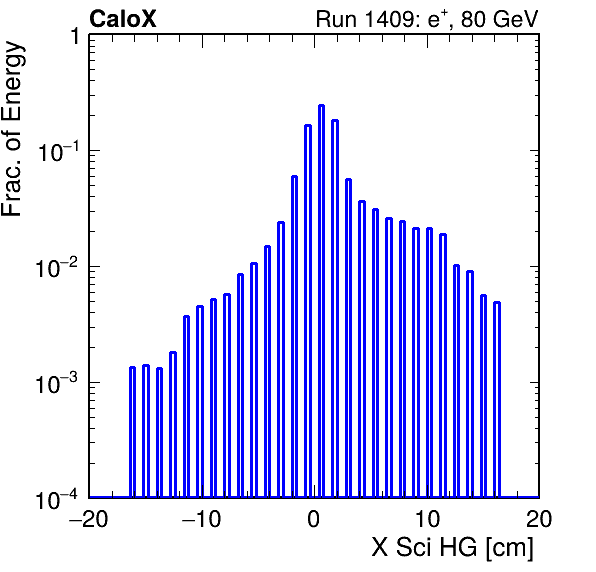 CaloX Run 1409: e⁺, 80 GeV
Frac. of Energy
1
10⁻¹
10⁻²
10⁻³
10⁻⁴
−20 −10 0 10 20
X Sci HG [cm]